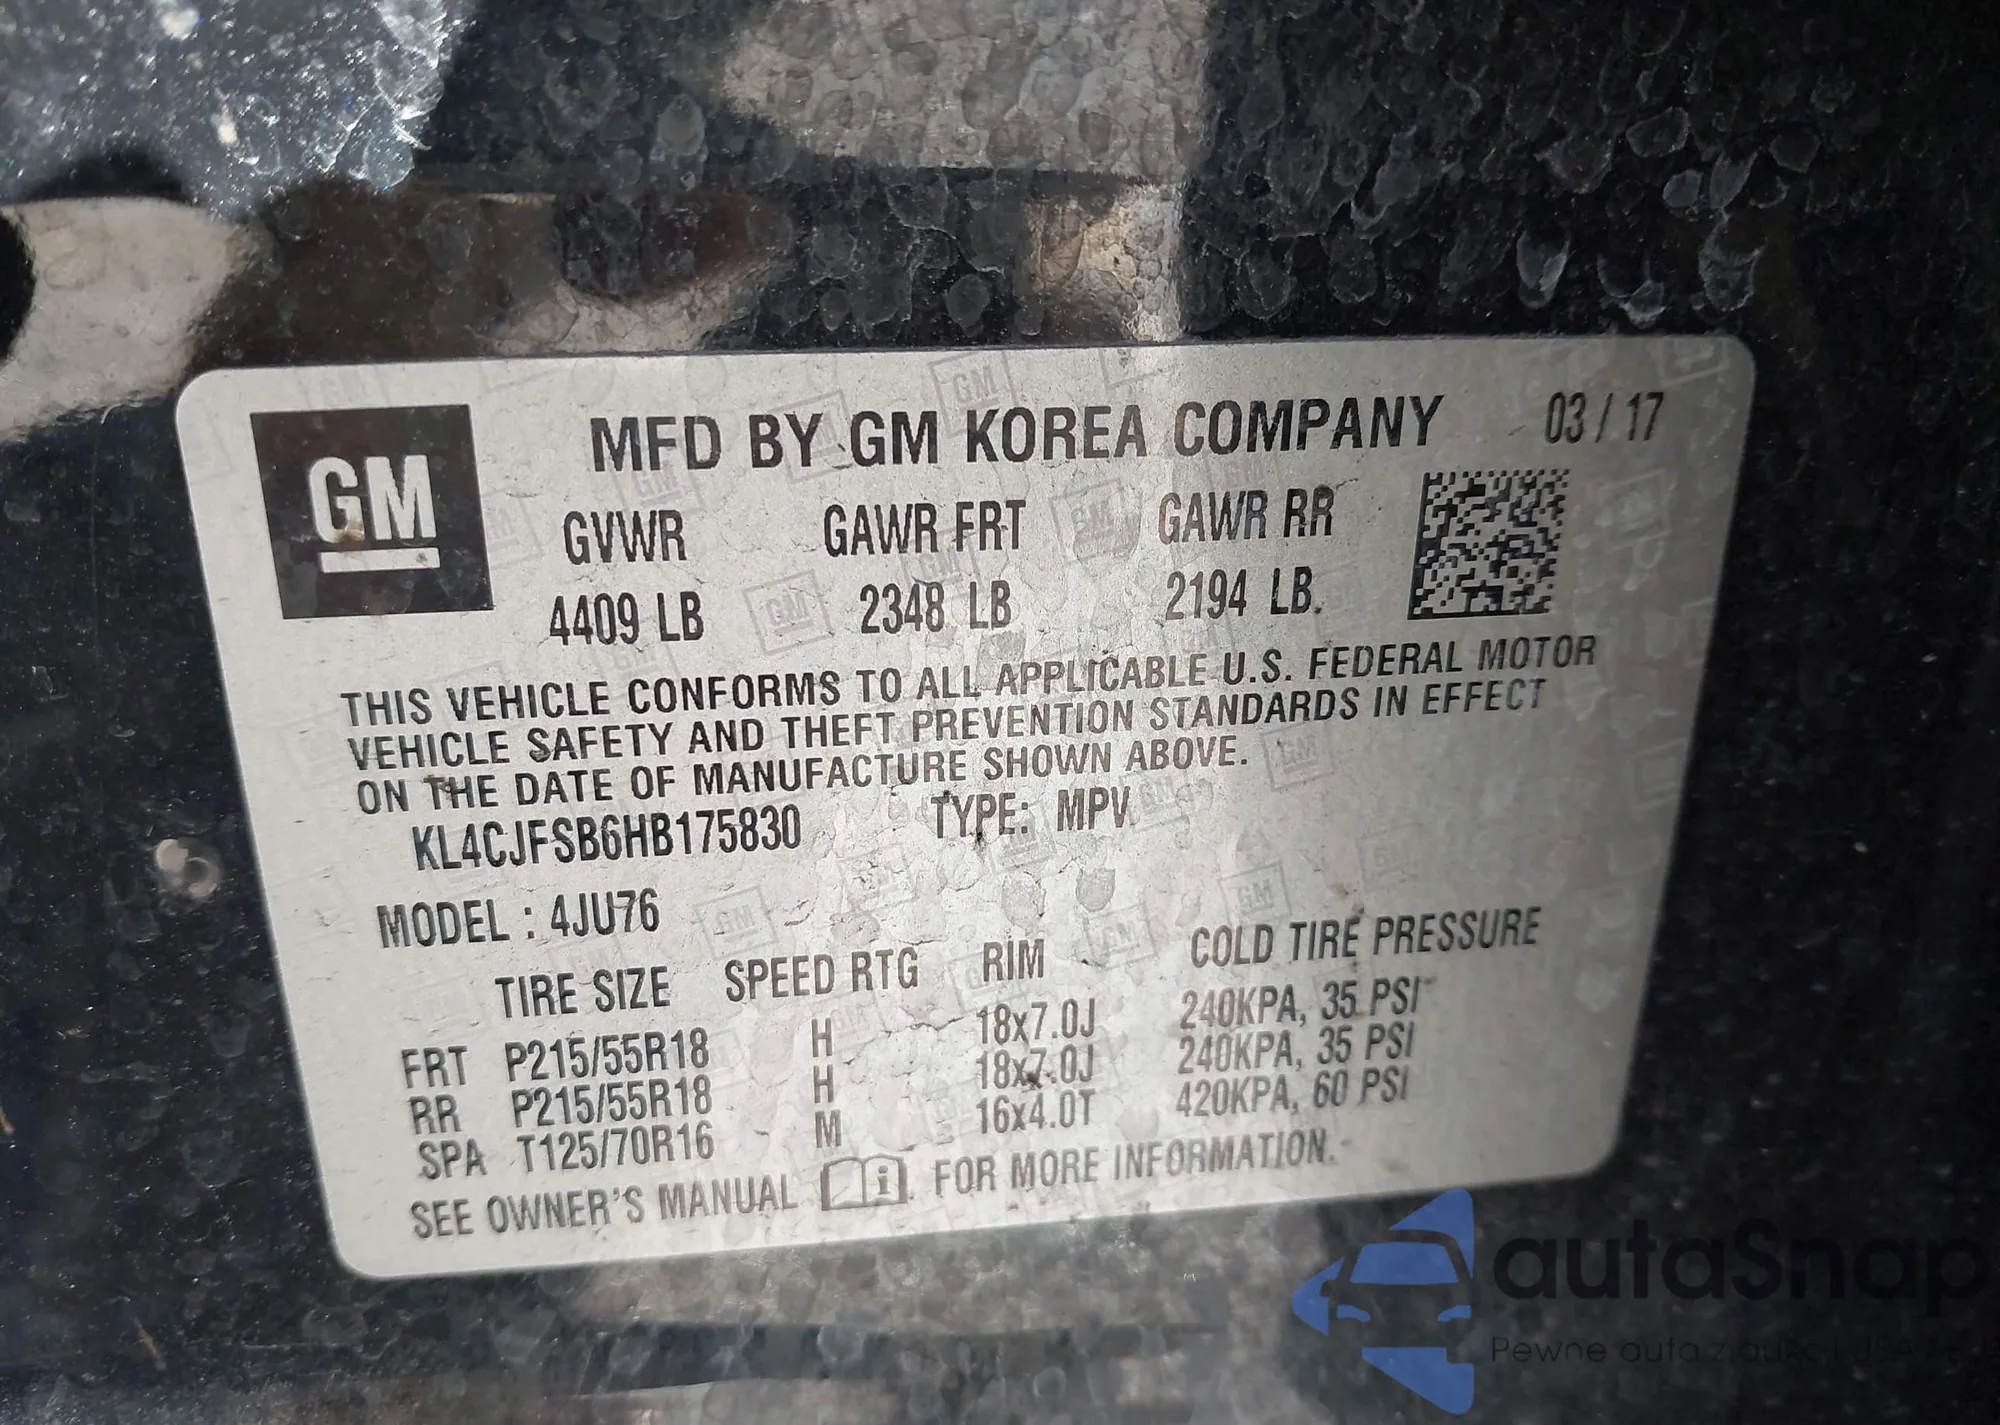 GM
MFD BY GM KOREA COMPANY 03 / 17
GVWR GAWR FRT GAWR RR
4409 LB 2348 LB 2194 LB.
THIS VEHICLE CONFORMS TO ALL APPLICABLE U.S. FEDERAL MOTOR
VEHICLE SAFETY AND THEFT PREVENTION STANDARDS IN EFFECT
ON THE DATE OF MANUFACTURE SHOWN ABOVE.
KL4CJFSB6HB175830 TYPE: MPV
MODEL : 4JU76
TIRE SIZE SPEED RTG RIM COLD TIRE PRESSURE
FRT P215/55R18 H 18x7.0J 240KPA, 35 PSI
RR P215/55R18 H 18x7.0J 240KPA, 35 PSI
SPA T125/70R16 M 16x4.0T 420KPA, 60 PSI
SEE OWNER'S MANUAL i FOR MORE INFORMATION.
autoSnap
Pewne auta z aukcji USA